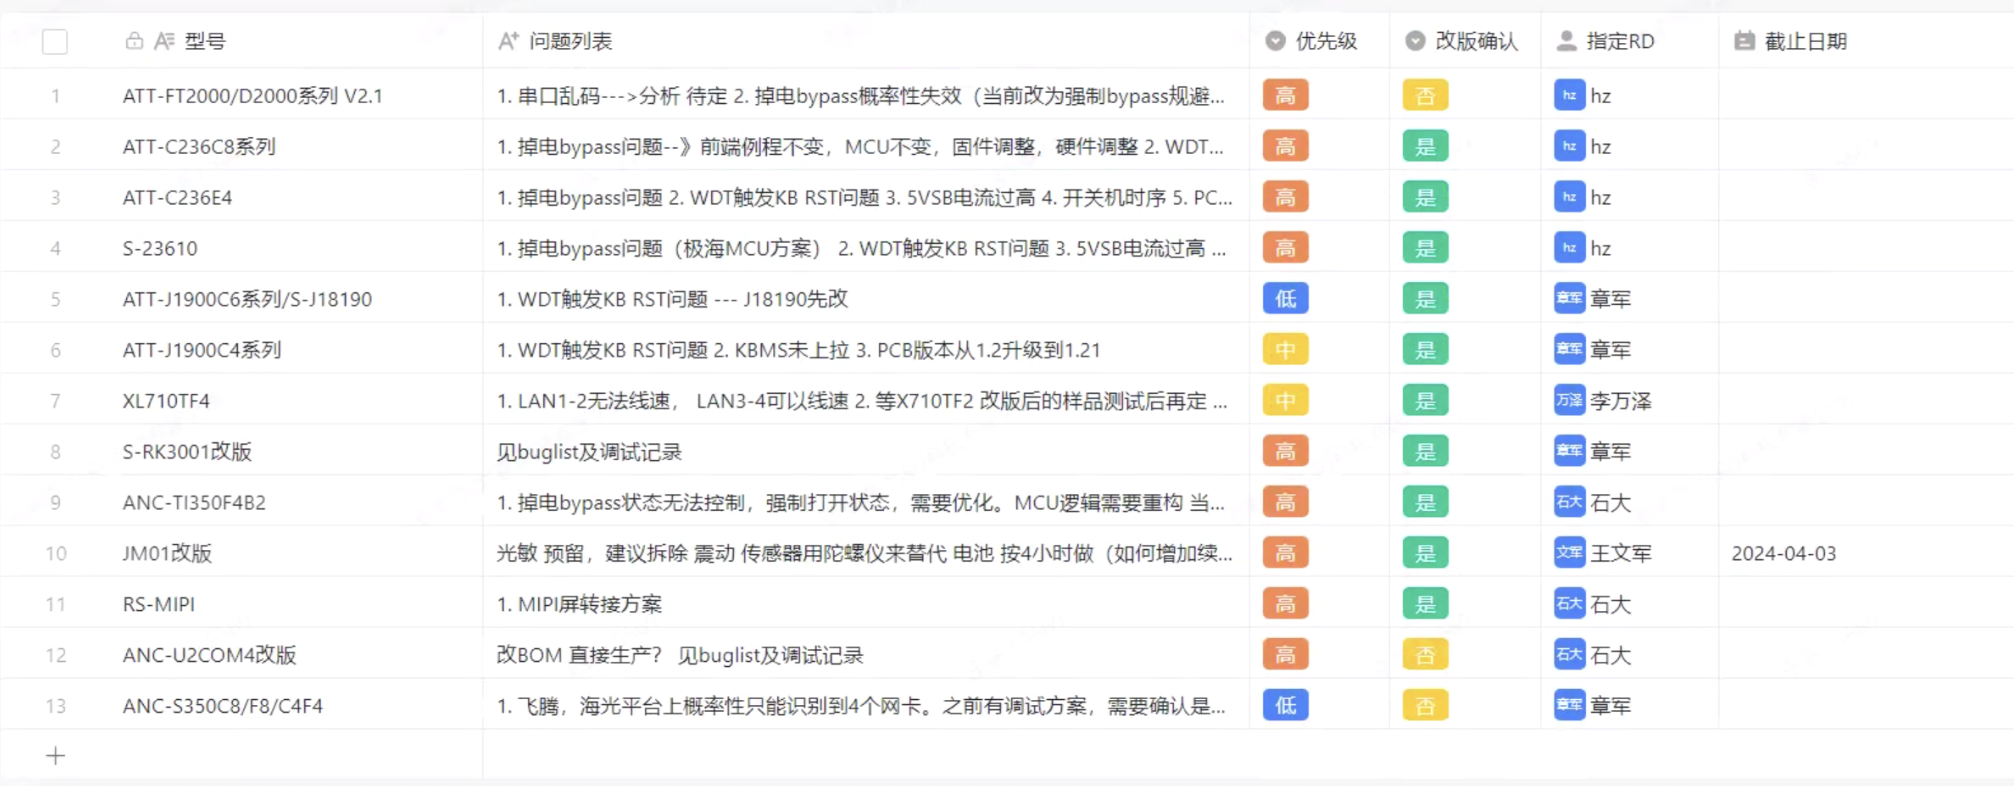 型号 问题列表 优先级 改版确认 指定RD 截止日期
1 ATT-FT2000/D2000系列 V2.1 1. 串口乱码--->分析 待定 2. 掉电bypass概率性失效（当前改为强制bypass规避... 高 否 hz hz
2 ATT-C236C8系列 1. 掉电bypass问题--》前端例程不变，MCU不变，固件调整，硬件调整 2. WDT... 高 是 hz hz
3 ATT-C236E4 1. 掉电bypass问题 2. WDT触发KB RST问题 3. 5VSB电流过高 4. 开关机时序 5. PC... 高 是 hz hz
4 S-23610 1. 掉电bypass问题（极海MCU方案） 2. WDT触发KB RST问题 3. 5VSB电流过高 ... 高 是 hz hz
5 ATT-J1900C6系列/S-J18190 1. WDT触发KB RST问题 --- J18190先改 低 是 章军 章军
6 ATT-J1900C4系列 1. WDT触发KB RST问题 2. KBMS未上拉 3. PCB版本从1.2升级到1.21 中 是 章军 章军
7 XL710TF4 1. LAN1-2无法线速， LAN3-4可以线速 2. 等X710TF2 改版后的样品测试后再定 ... 中 是 万泽 李万泽
8 S-RK3001改版 见buglist及调试记录 高 是 章军 章军
9 ANC-TI350F4B2 1. 掉电bypass状态无法控制，强制打开状态，需要优化。MCU逻辑需要重构 当... 高 是 石大 石大
10 JM01改版 光敏 预留，建议拆除 震动 传感器用陀螺仪来替代 电池 按4小时做（如何增加续... 高 是 文军 王文军 2024-04-03
11 RS-MIPI 1. MIPI屏转接方案 高 是 石大 石大
12 ANC-U2COM4改版 改BOM 直接生产？ 见buglist及调试记录 高 否 石大 石大
13 ANC-S350C8/F8/C4F4 1. 飞腾，海光平台上概率性只能识别到4个网卡。之前有调试方案，需要确认是... 低 否 章军 章军